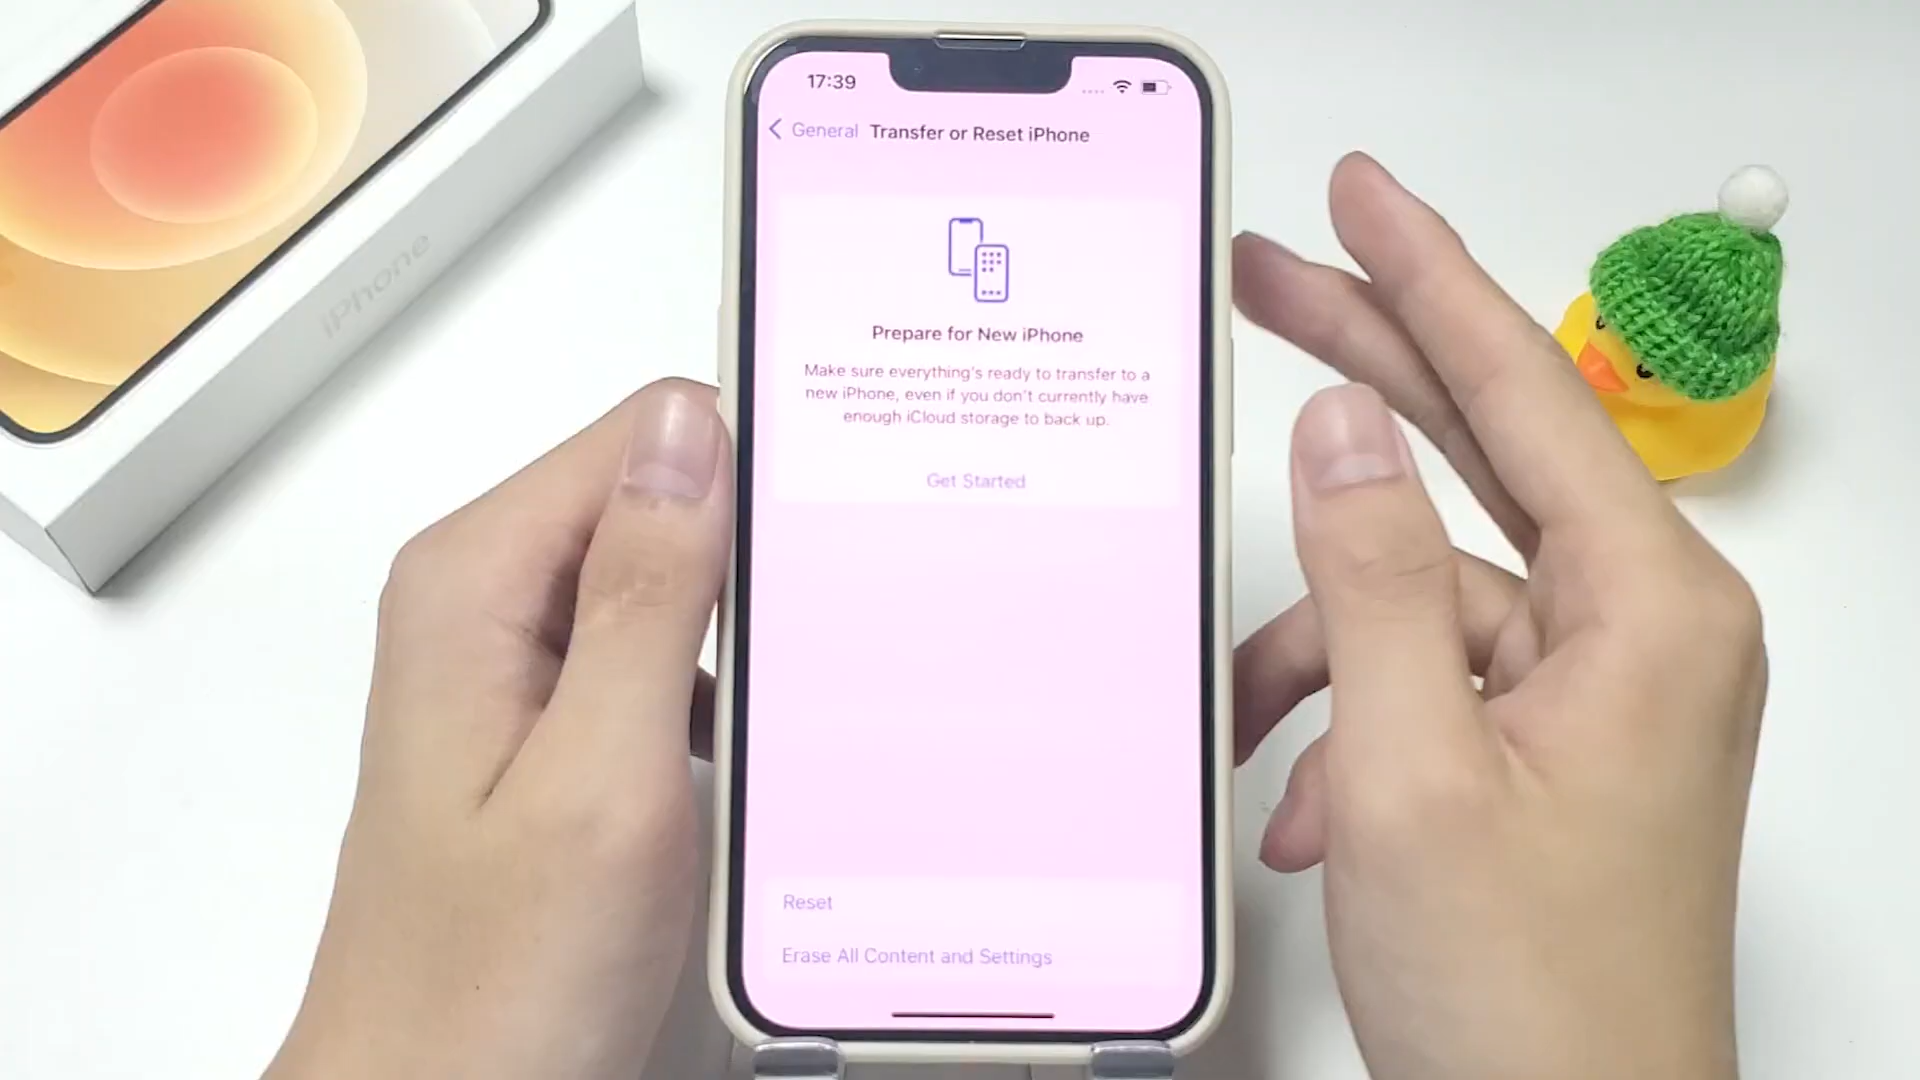 iPhone
17:39
General Transfer or Reset iPhone
Prepare for New iPhone
Make sure everything's ready to transfer to a
new iPhone, even if you don't currently have
enough iCloud storage to back up.
Get Started
Reset
Erase All Content and Settings